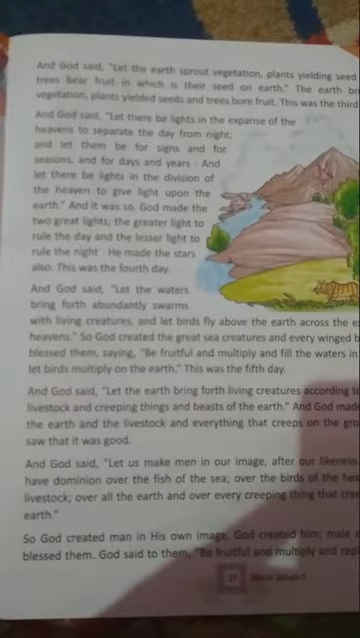 And God said, "Let the earth sprout vegetation, plants yielding seed
trees bear fruit in which is their seed on earth." The earth br
vegetation, plants yielded seeds and trees bore fruit. This was the third
And God said, "Let there be lights in the expanse of the
heavens to separate the day from night;
and let them be for signs and for
seasons, and for days and years . And
let there be lights in the division of
the heaven to give light upon the
earth." And it was so. God made the
two great lights; the greater light to
rule the day and the lesser light to
rule the night . He made the stars
also. This was the fourth day.
And God said, "Let the waters
bring forth abundantly swarms
with living creatures, and let birds fly above the earth across the
heavens." So God created the great sea creatures and every winged b
blessed them, saying, "Be fruitful and multiply and fill the waters in
let birds multiply on the earth." This was the fifth day.
And God said, "Let the earth bring forth living creatures according to
livestock and creeping things and beasts of the earth." And God made
the earth and the livestock and everything that creeps on the gro
saw that it was good.
And God said, "Let us make men in our image, after our likeness
have dominion over the fish of the sea; over the birds of the hea
livestock; over all the earth and over every creeping thing that cre
earth."
So God created man in His own image. God created him; male a
blessed them. God said to them, "Be fruitful and multiply and repl